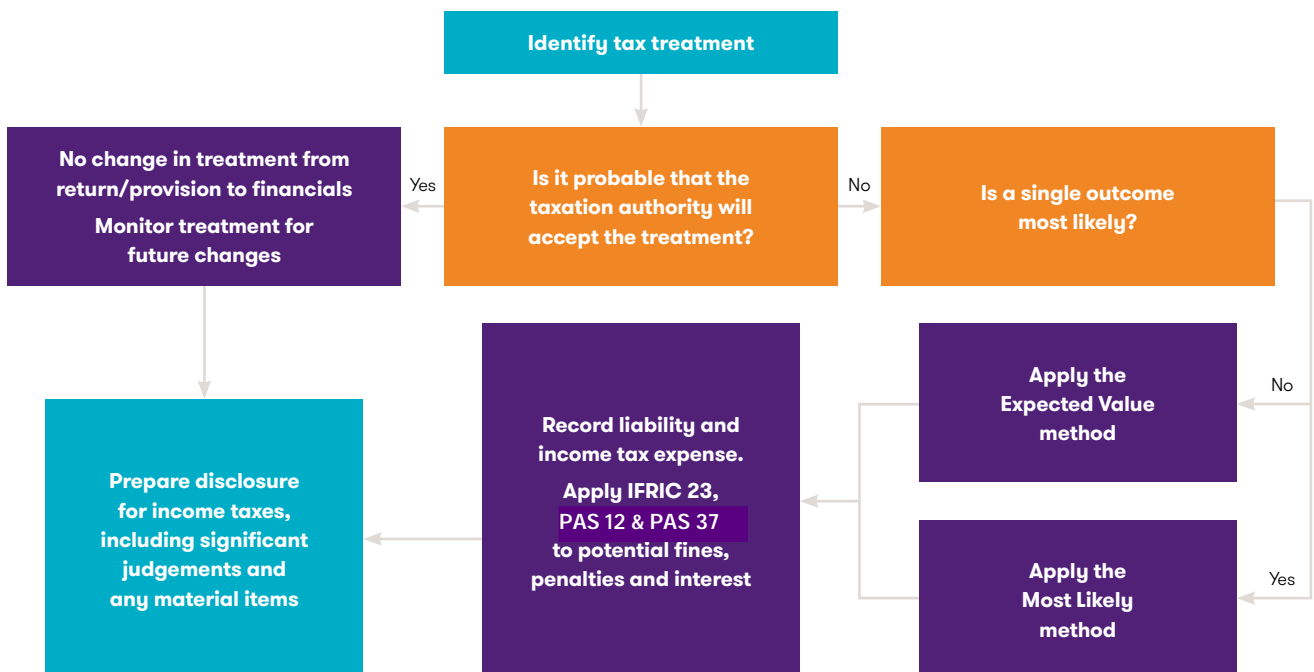 Identify tax treatment
No change in treatment from
return/provision to financials
Monitor treatment for
future changes
Yes
Is it probable that the
taxation authority will
accept the treatment?
No
Is a single outcome
most likely?
Prepare disclosure
for income taxes,
including significant
judgements and
any material items
Record liability and
income tax expense.
Apply IFRIC 23,
PAS 12 & PAS 37
to potential fines,
penalties and interest
Apply the
Expected Value
method
No
Apply the
Most Likely
method
Yes